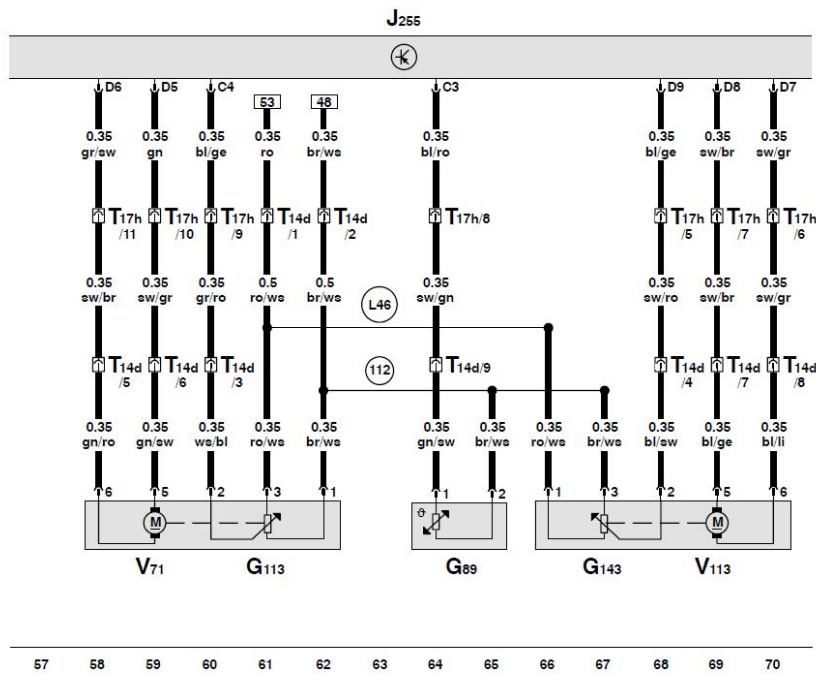 J255
D6 D5 C4 53 48 C3 D9 D8 D7
0.35 0.35 0.35 0.35 0.35 0.35 0.35 0.35 0.35
gr/sw gn bl/ge ro br/ws bl/ro bl/ge sw/br sw/gr
T17h T17h T17h T14d T14d T17h/8 T17h T17h T17h
/11 /10 /9 /1 /2 /5 /7 /6
0.35 0.35 0.35 0.5 0.5 0.35 0.35 0.35 0.35
sw/br sw/gr gr/ro ro/ws br/ws sw/gn sw/ro sw/br sw/gr
L46
T14d T14d T14d 112 T14d/9 T14d T14d T14d
/5 /6 /3 /4 /7 /8
0.35 0.35 0.35 0.35 0.35 0.35 0.35 0.35 0.35 0.35 0.35 0.35
gn/ro gn/sw ws/bl ro/ws br/ws gn/sw br/ws ro/ws br/ws bl/sw bl/ge bl/li
6 5 2 3 1 1 2 1 3 2 5 6
M ϑ M
V71 G113 G89 G143 V113
57 58 59 60 61 62 63 64 65 66 67 68 69 70